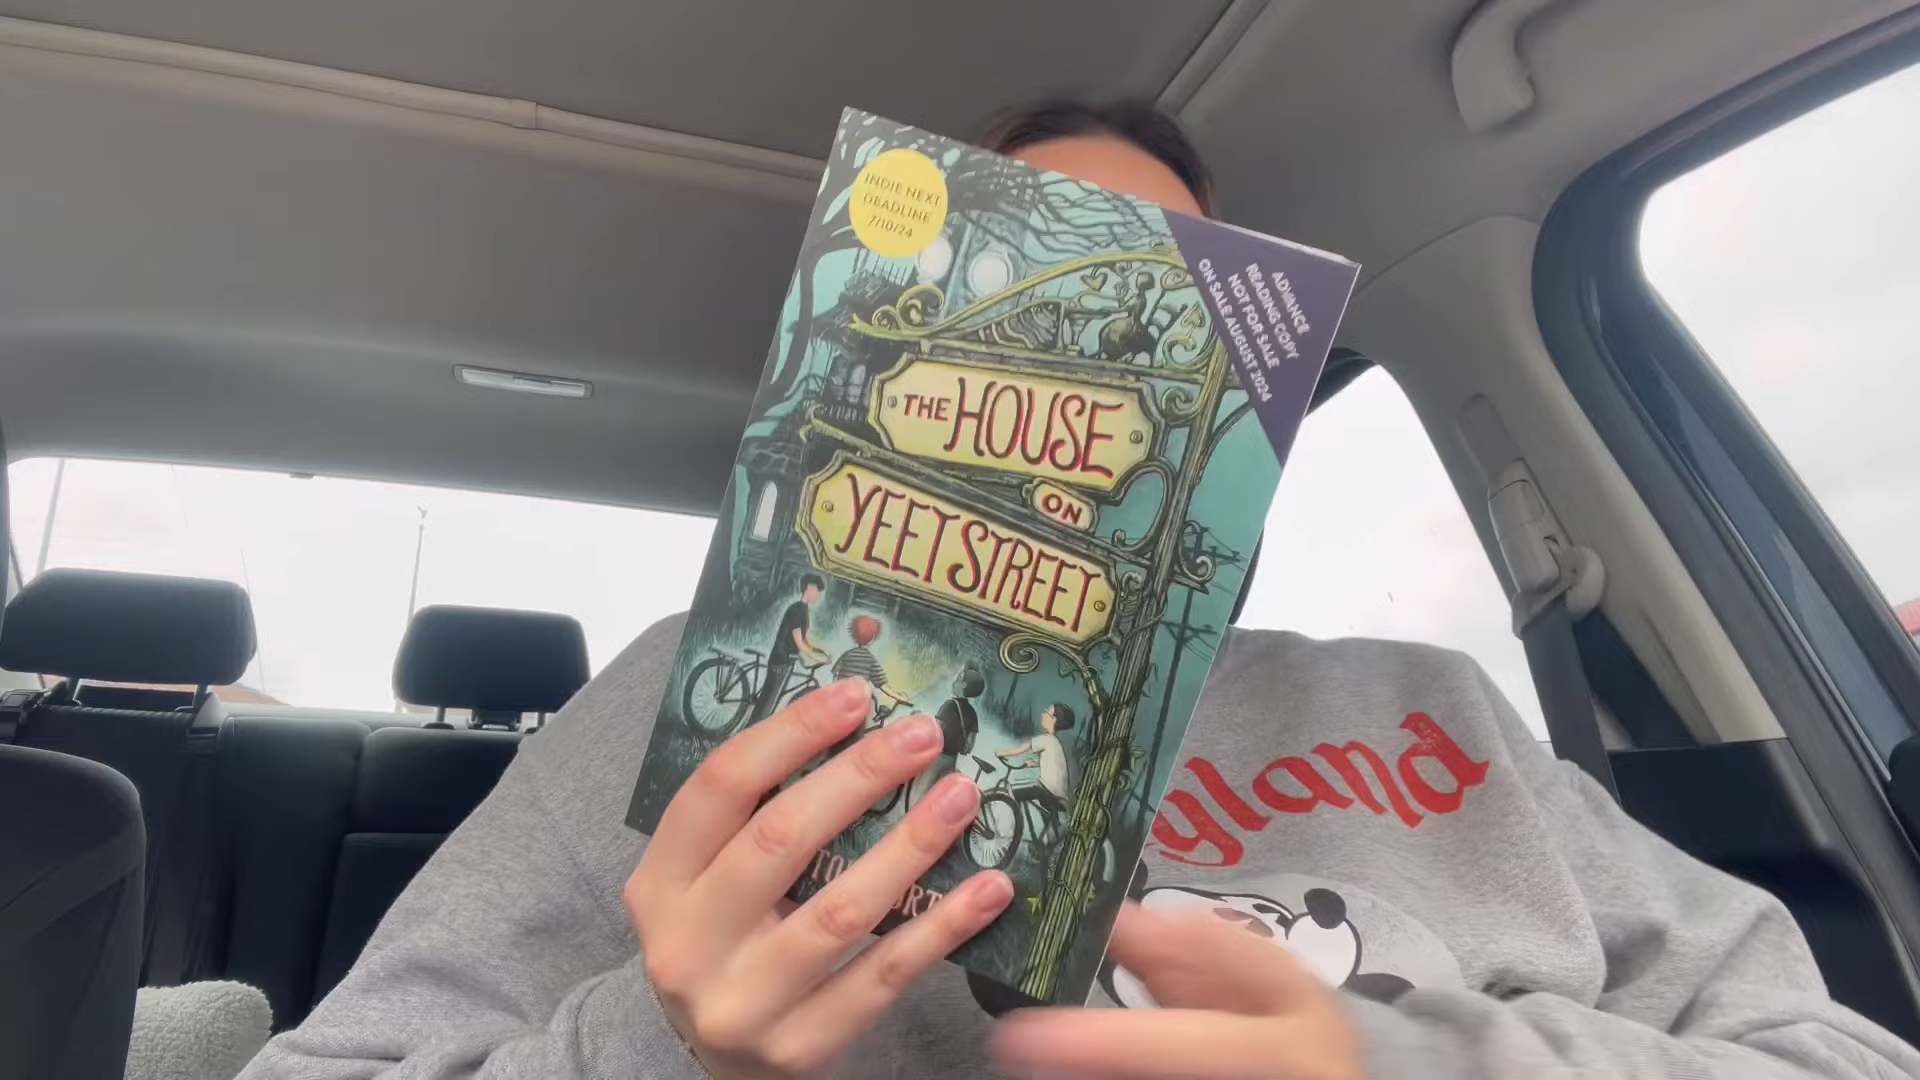 INDIE NEXT
DEADLINE
7/10/24
ADVANCE
READING COPY
NOT FOR SALE
ON SALE AUGUST 2024
THE HOUSE
ON
YEET STREET
yland